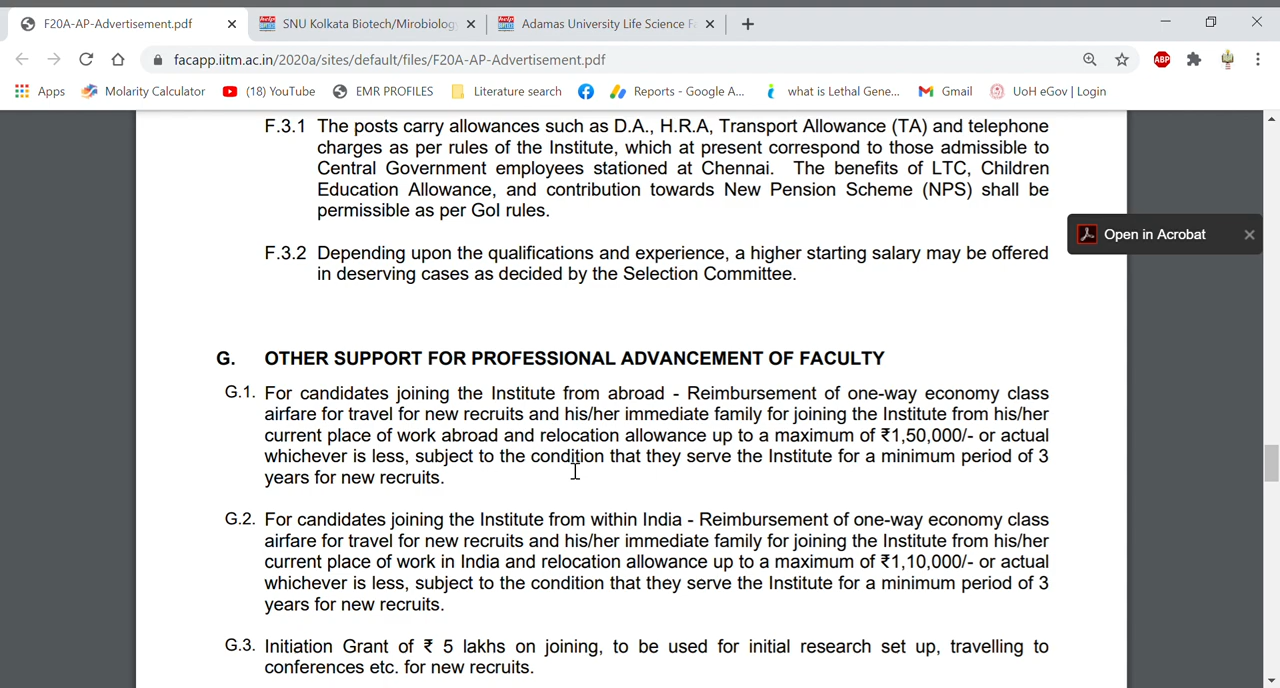 F20A-AP-Advertisement.pdf
SNU Kolkata Biotech/Mirobiology
Adamas University Life Science F
facapp.iitm.ac.in/2020a/sites/default/files/F20A-AP-Advertisement.pdf
ABP
Apps
Molarity Calculator
(18) YouTube
EMR PROFILES
Literature search
Reports - Google A...
what is Lethal Gene...
Gmail
UoH eGov | Login
F.3.1 The posts carry allowances such as D.A., H.R.A, Transport Allowance (TA) and telephone
charges as per rules of the Institute, which at present correspond to those admissible to
Central Government employees stationed at Chennai. The benefits of LTC, Children
Education Allowance, and contribution towards New Pension Scheme (NPS) shall be
permissible as per GoI rules.
Open in Acrobat
F.3.2 Depending upon the qualifications and experience, a higher starting salary may be offered
in deserving cases as decided by the Selection Committee.
G. OTHER SUPPORT FOR PROFESSIONAL ADVANCEMENT OF FACULTY
G.1. For candidates joining the Institute from abroad - Reimbursement of one-way economy class
airfare for travel for new recruits and his/her immediate family for joining the Institute from his/her
current place of work abroad and relocation allowance up to a maximum of ₹1,50,000/- or actual
whichever is less, subject to the condition that they serve the Institute for a minimum period of 3
years for new recruits.
G.2. For candidates joining the Institute from within India - Reimbursement of one-way economy class
airfare for travel for new recruits and his/her immediate family for joining the Institute from his/her
current place of work in India and relocation allowance up to a maximum of ₹1,10,000/- or actual
whichever is less, subject to the condition that they serve the Institute for a minimum period of 3
years for new recruits.
G.3. Initiation Grant of ₹ 5 lakhs on joining, to be used for initial research set up, travelling to
conferences etc. for new recruits.